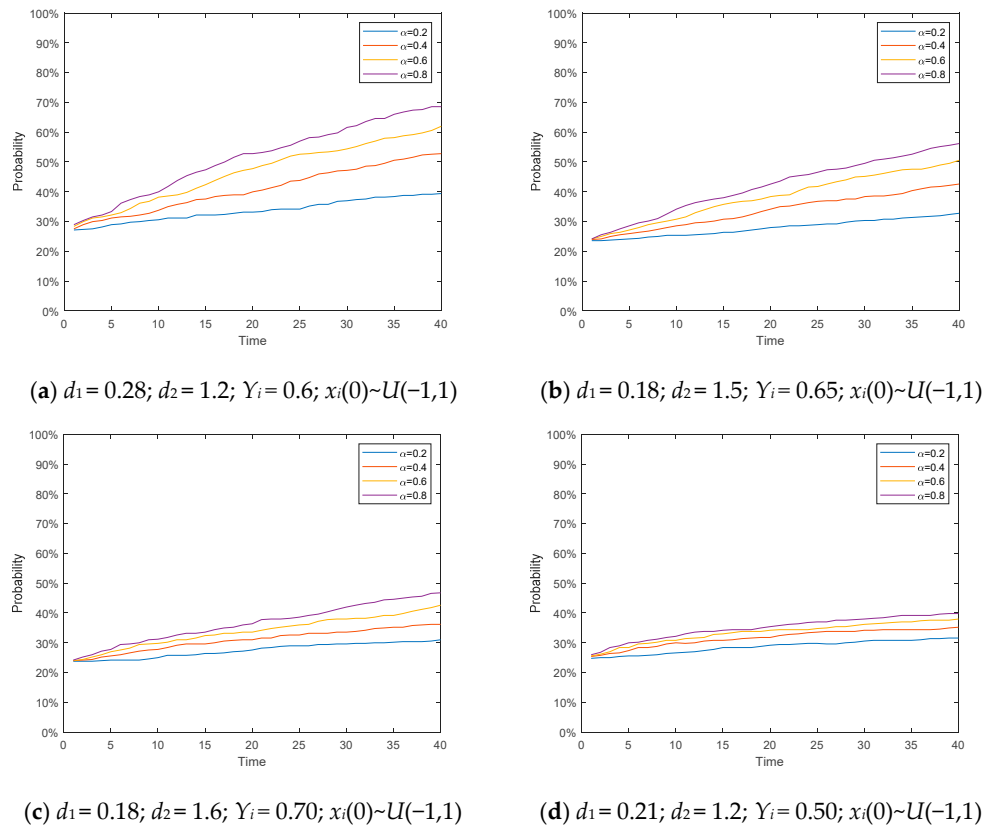 100%
90%
80%
70%
60%
50%
40%
30%
20%
10%
0%
Probability
0 5 10 15 20 25 30 35 40
Time
α=0.2
α=0.4
α=0.6
α=0.8
(a) d1 = 0.28; d2 = 1.2; Yi = 0.6; xi(0)~U(−1,1)
100%
90%
80%
70%
60%
50%
40%
30%
20%
10%
0%
Probability
0 5 10 15 20 25 30 35 40
Time
α=0.2
α=0.4
α=0.6
α=0.8
(b) d1 = 0.18; d2 = 1.5; Yi = 0.65; xi(0)~U(−1,1)
100%
90%
80%
70%
60%
50%
40%
30%
20%
10%
0%
Probability
0 5 10 15 20 25 30 35 40
Time
α=0.2
α=0.4
α=0.6
α=0.8
(c) d1 = 0.18; d2 = 1.6; Yi = 0.70; xi(0)~U(−1,1)
100%
90%
80%
70%
60%
50%
40%
30%
20%
10%
0%
Probability
0 5 10 15 20 25 30 35 40
Time
α=0.2
α=0.4
α=0.6
α=0.8
(d) d1 = 0.21; d2 = 1.2; Yi = 0.50; xi(0)~U(−1,1)